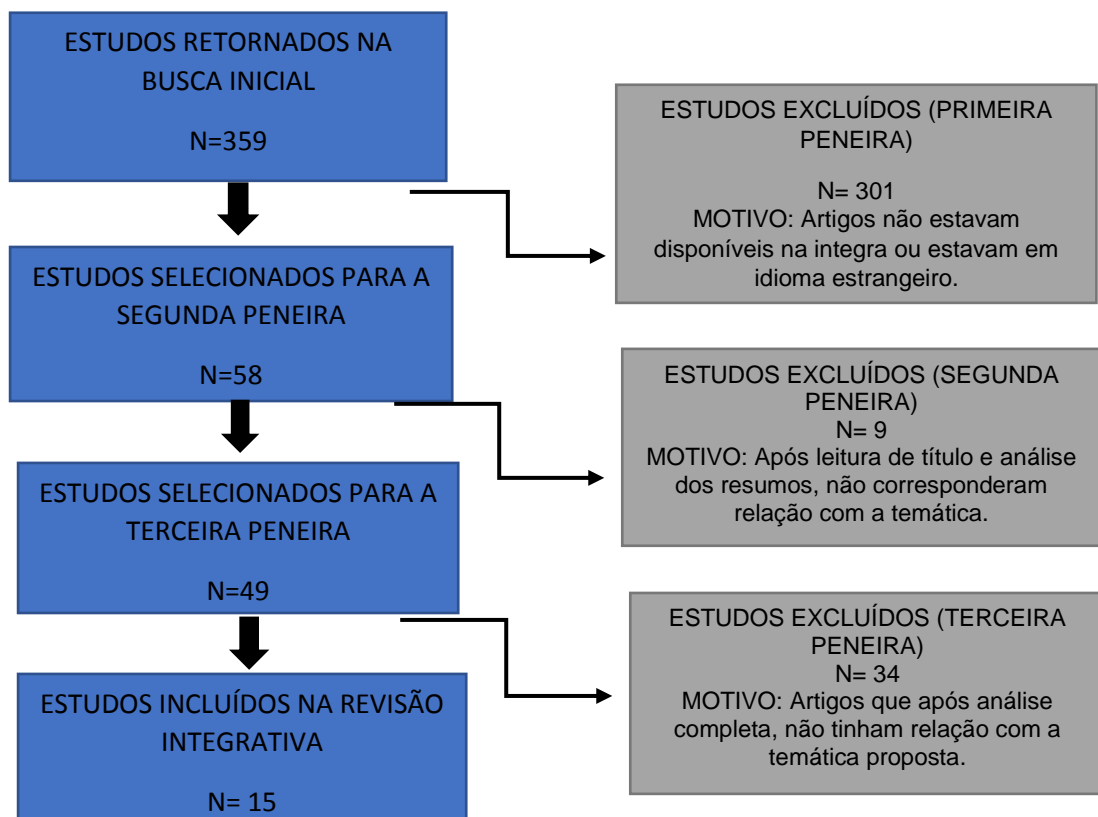 ESTUDOS RETORNADOS NA
BUSCA INICIAL
N=359
ESTUDOS EXCLUÍDOS (PRIMEIRA
PENEIRA)
N= 301
MOTIVO: Artigos não estavam
disponíveis na integra ou estavam em
idioma estrangeiro.
ESTUDOS SELECIONADOS PARA A
SEGUNDA PENEIRA
N=58
ESTUDOS EXCLUÍDOS (SEGUNDA
PENEIRA)
N= 9
MOTIVO: Após leitura de título e análise
dos resumos, não corresponderam
relação com a temática.
ESTUDOS SELECIONADOS PARA A
TERCEIRA PENEIRA
N=49
ESTUDOS EXCLUÍDOS (TERCEIRA
PENEIRA)
N= 34
MOTIVO: Artigos que após análise
completa, não tinham relação com a
temática proposta.
ESTUDOS INCLUÍDOS NA REVISÃO
INTEGRATIVA
N= 15